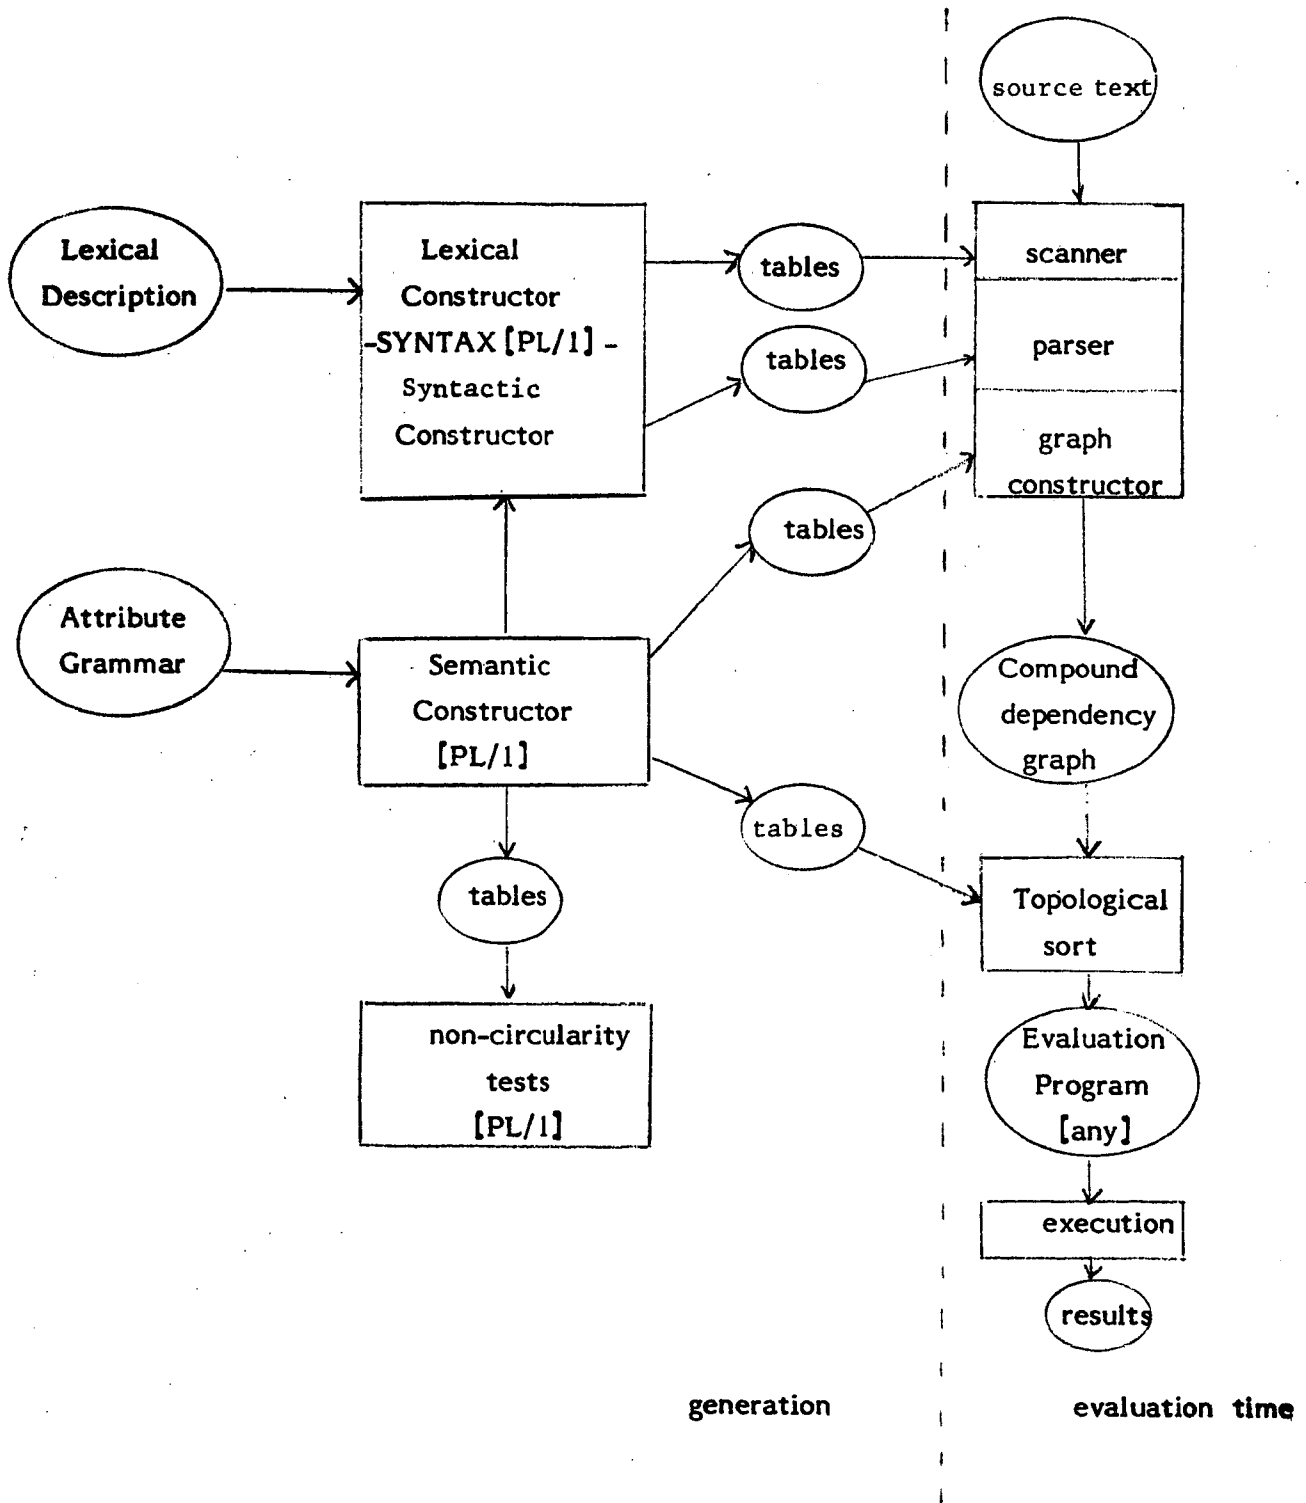 source text
Lexical
Description
Lexical
Constructor
-SYNTAX [PL/1] -
Syntactic
Constructor
tables
tables
scanner
parser
graph
constructor
tables
Attribute
Grammar
Semantic
Constructor
[PL/1]
Compound
dependency
graph
tables
tables
Topological
sort
non-circularity
tests
[PL/1]
Evaluation
Program
[any]
execution
results
generation
evaluation time